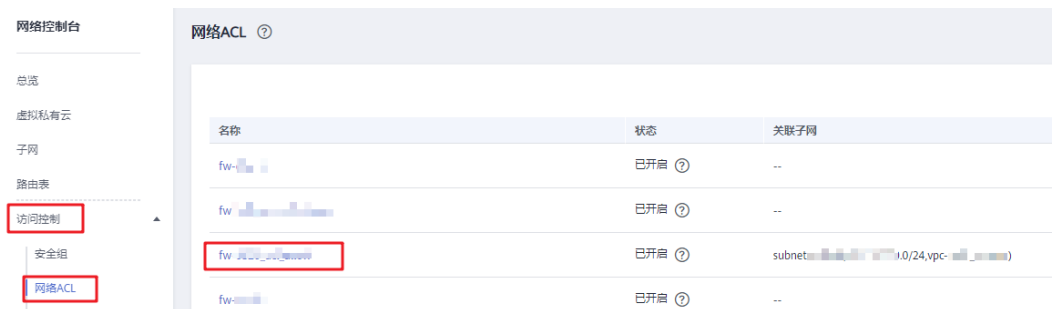 网络控制台
总览
虚拟私有云
子网
路由表
访问控制
安全组
网络ACL
网络ACL ?
名称 状态 关联子网
fw- 已开启 ? --
fw 已开启 ? --
fw- 已开启 ? subnet .0/24,vpc- )
fw- 已开启 ? --